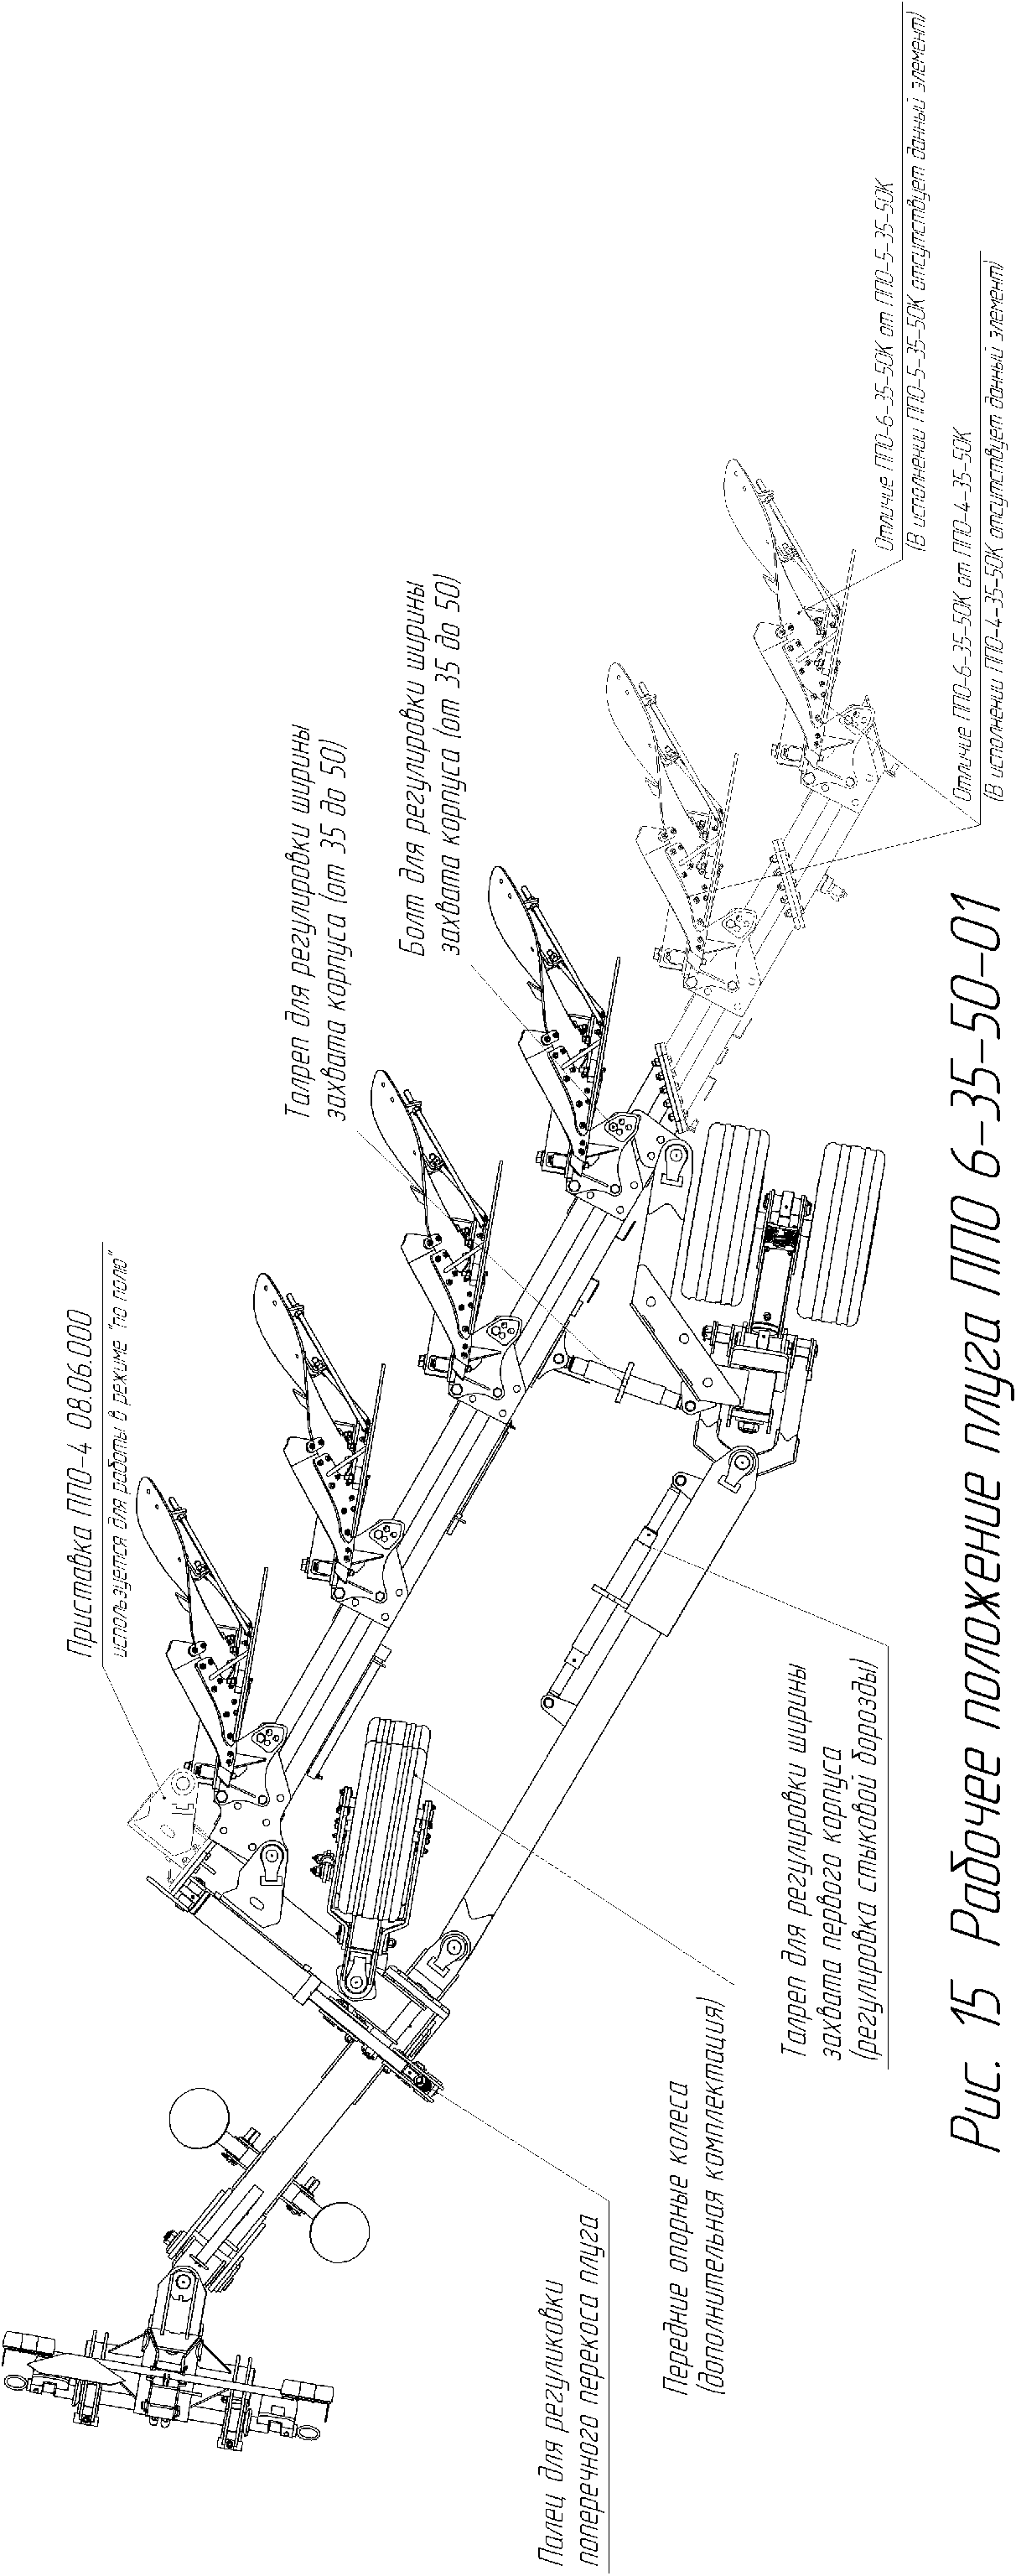 Приставка ППО-4 08.06.000
используется для работы в режиме "по полю"
Талреп для регулировки ширины
захвата корпуса (от 35 до 50)
Болт для регулировки ширины
захвата корпуса (от 35 до 50)
Отличие ППО-6-35-50К от ППО-5-35-50К
(В исполнении ППО-5-35-50К отсутствует данный элемент)
Отличие ППО-6-35-50К от ППО-4-35-50К
(В исполнении ППО-4-35-50К отсутствует данный элемент)
Палец для регуликовки
поперечного перекоса плуга
Передние опорные колеса
(дополнительная комплектация)
Талреп для регулировки ширины
захвата первого корпуса
(регулировка стыковой борозды)
Рис. 15 Рабочее положение плуга ППО 6-35-50-01